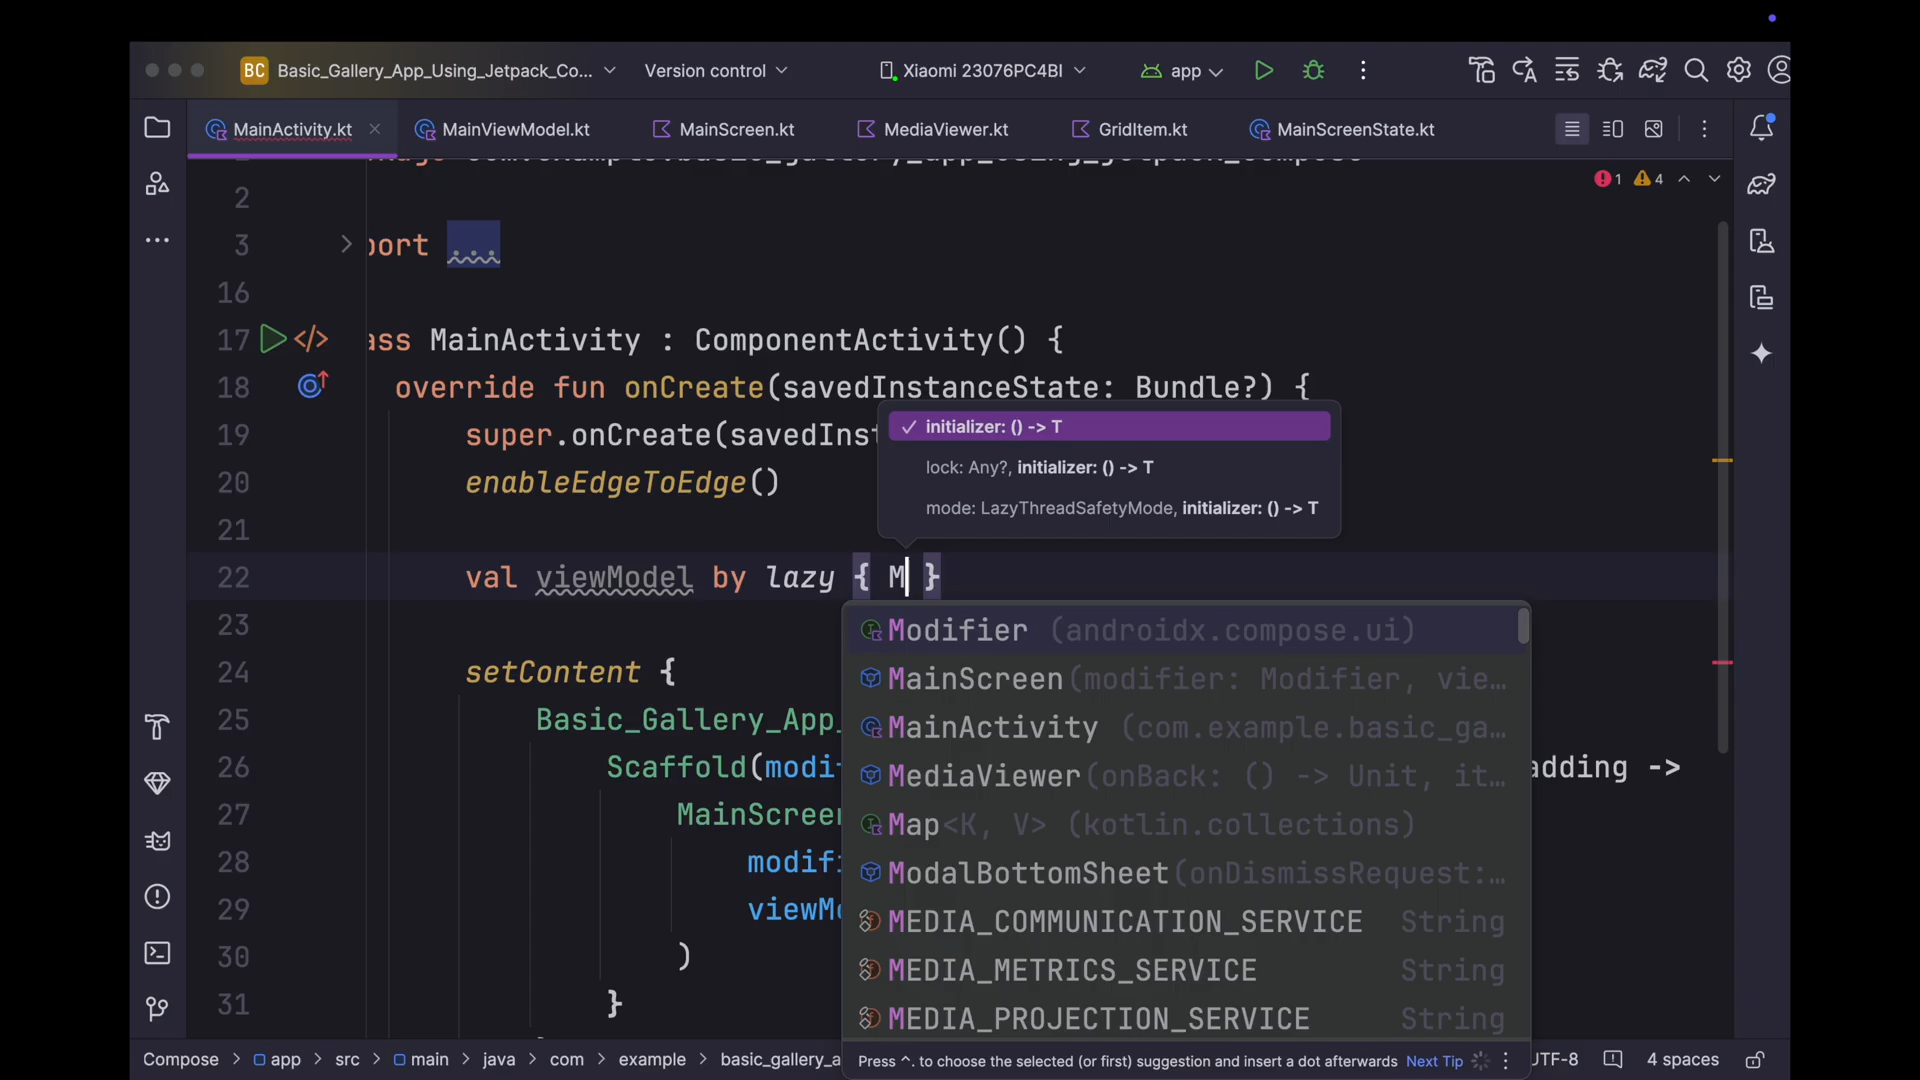 BC Basic_Gallery_App_Using_Jetpack_Co... Version control Xiaomi 23076PC4BI app
MainActivity.kt MainViewModel.kt MainScreen.kt MediaViewer.kt GridItem.kt MainScreenState.kt
1 4
2
3 port ...
16
17 ass MainActivity : ComponentActivity() {
18 override fun onCreate(savedInstanceState: Bundle?) {
19 super.onCreate(savedInst
20 enableEdgeToEdge()
21
22 val viewModel by lazy { M }
23
24 setContent {
25 Basic_Gallery_App_
26 Scaffold(modif adding ->
27 MainScreen
28 modifi
29 viewMo
30 )
31 }
initializer: () -> T
lock: Any?, initializer: () -> T
mode: LazyThreadSafetyMode, initializer: () -> T
Modifier (androidx.compose.ui)
MainScreen(modifier: Modifier, vie...
MainActivity (com.example.basic_ga...
MediaViewer(onBack: () -> Unit, it...
Map<K, V> (kotlin.collections)
ModalBottomSheet(onDismissRequest:...
MEDIA_COMMUNICATION_SERVICE String
MEDIA_METRICS_SERVICE String
MEDIA_PROJECTION_SERVICE String
Press ^. to choose the selected (or first) suggestion and insert a dot afterwards Next Tip
Compose > app > src > main > java > com > example > basic_gallery_a UTF-8 4 spaces